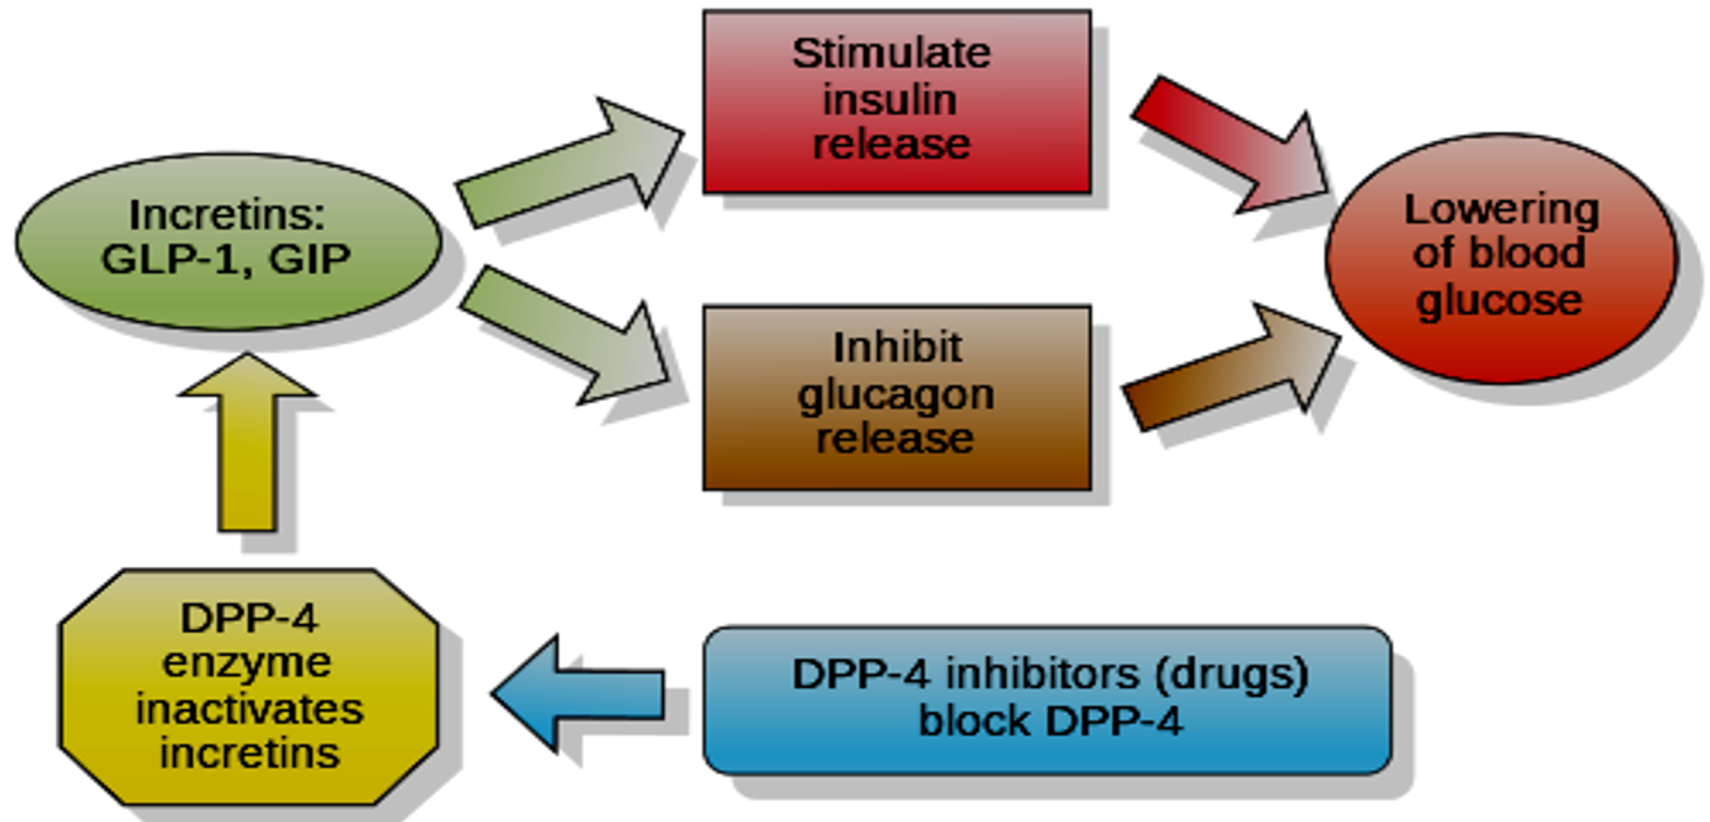 Stimulate
insulin
release
Incretins:
GLP-1, GIP
Lowering
of blood
glucose
Inhibit
glucagon
release
DPP-4
enzyme
inactivates
incretins
DPP-4 inhibitors (drugs)
block DPP-4